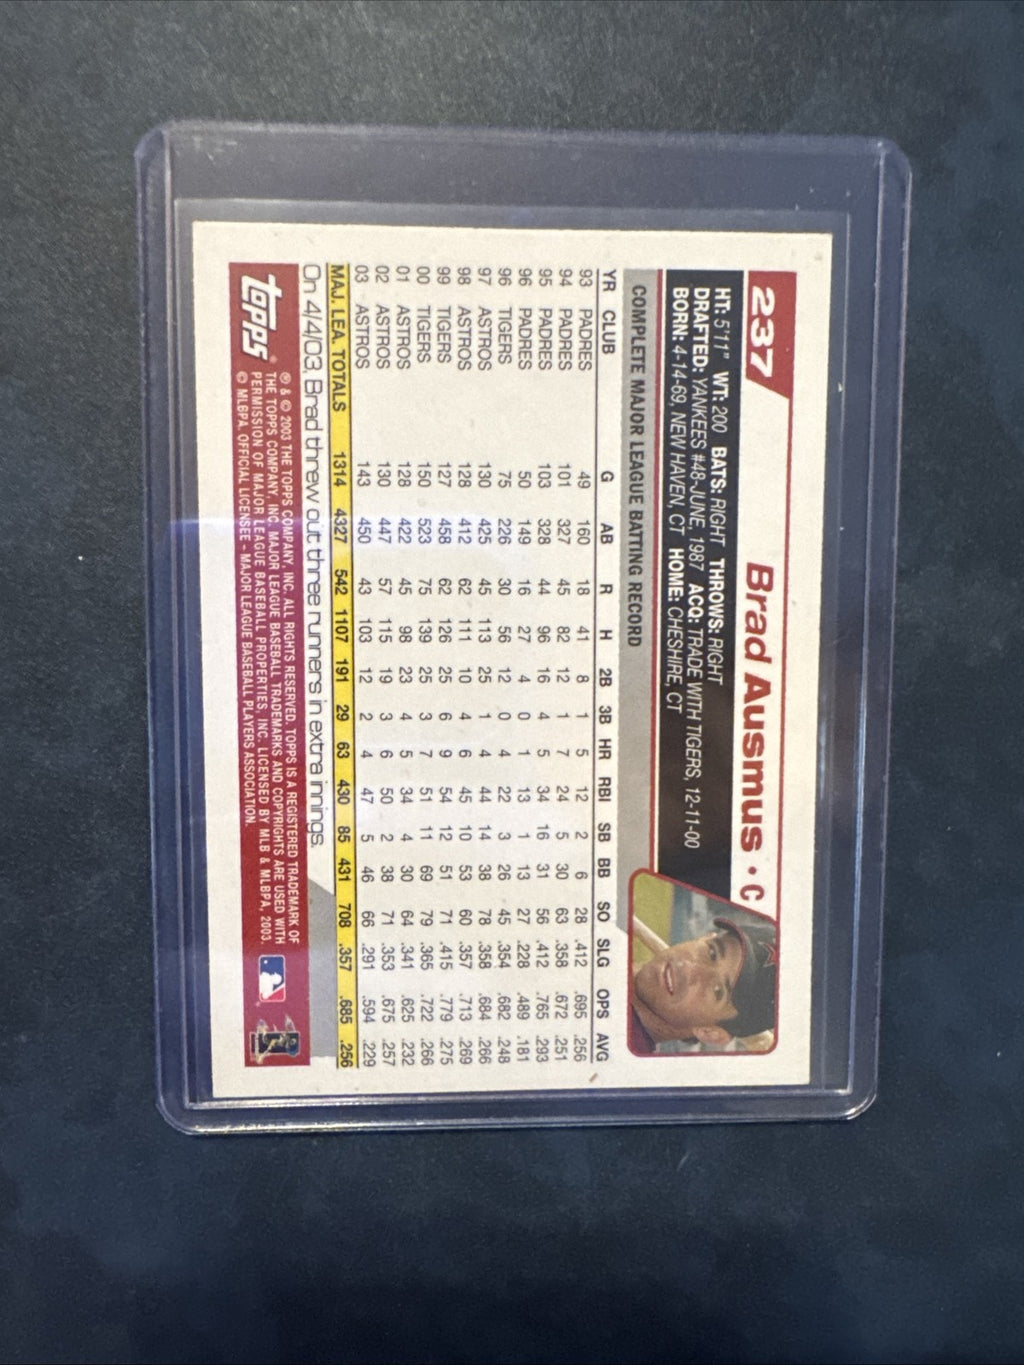 237 Brad Ausmus • C
HT: 5'11" WT: 200 BATS: RIGHT THROWS: RIGHT
DRAFTED: YANKEES #48-JUNE, 1987 ACQ: TRADE WITH TIGERS, 12-11-00
BORN: 4-14-69, NEW HAVEN, CT HOME: CHESHIRE, CT
COMPLETE MAJOR LEAGUE BATTING RECORD
YR CLUB G AB R H 2B 3B HR RBI SB BB SO SLG OPS AVG
93 PADRES 49 160 18 41 8 1 5 12 2 6 28 .412 .695 .256
94 PADRES 101 327 45 82 12 1 7 24 5 30 63 .358 .672 .251
95 PADRES 103 328 44 96 16 4 5 34 16 31 56 .412 .765 .293
96 PADRES 50 149 16 27 4 0 1 13 1 13 27 .228 .489 .181
96 TIGERS 75 226 30 56 12 0 4 22 3 26 45 .354 .682 .248
97 ASTROS 130 425 45 113 25 1 4 44 14 38 78 .358 .684 .266
98 ASTROS 128 412 62 111 10 4 6 45 10 53 60 .357 .713 .269
99 TIGERS 127 458 62 126 25 6 9 54 12 51 71 .415 .779 .275
00 TIGERS 150 523 75 139 25 3 7 51 11 69 79 .365 .722 .266
01 ASTROS 128 422 45 98 23 4 5 34 4 30 64 .341 .625 .232
02 ASTROS 130 447 57 115 19 3 6 50 2 38 71 .353 .675 .257
03 ASTROS 143 450 43 103 12 2 4 47 5 46 66 .291 .594 .229
MAJ. LEA. TOTALS 1314 4327 542 1107 191 29 63 430 85 431 708 .357 .685 .256
On 4/4/03, Brad threw out three runners in extra innings.
topps®
® & © 2003 THE TOPPS COMPANY, INC. ALL RIGHTS RESERVED. TOPPS IS A REGISTERED TRADEMARK OF
THE TOPPS COMPANY, INC. MAJOR LEAGUE BASEBALL TRADEMARKS AND COPYRIGHTS ARE USED WITH
PERMISSION OF MAJOR LEAGUE BASEBALL PROPERTIES, INC. LICENSED BY MLB & MLBPA, 2003.
© MLBPA. OFFICIAL LICENSEE - MAJOR LEAGUE BASEBALL PLAYERS ASSOCIATION.